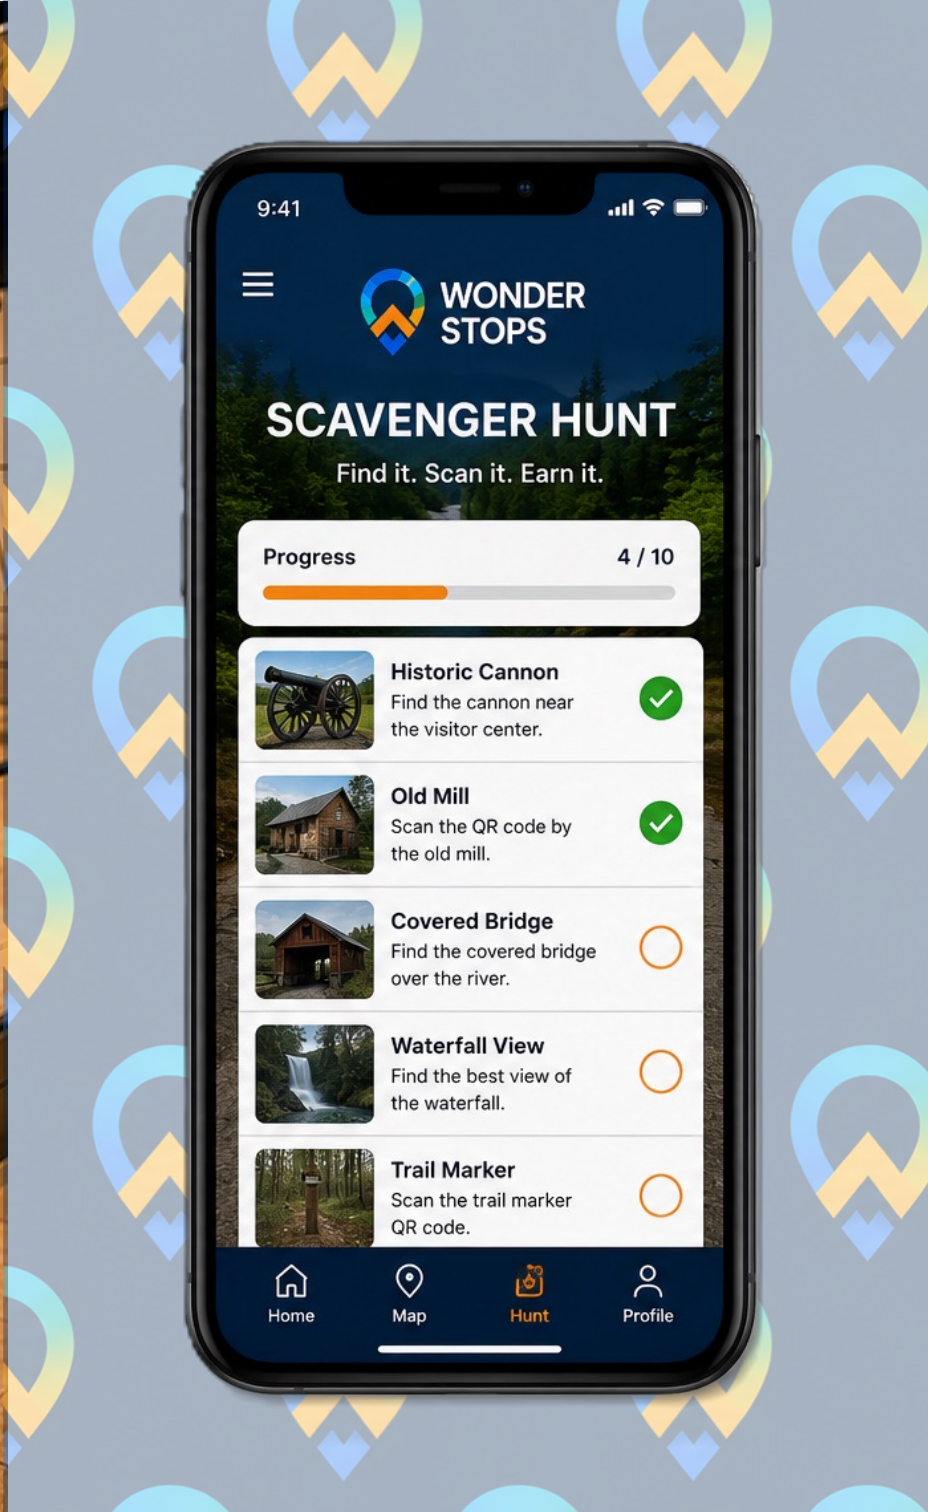 9:41
WONDER
STOPS
SCAVENGER HUNT
Find it. Scan it. Earn it.
Progress 4 / 10
Historic Cannon
Find the cannon near
the visitor center.
Old Mill
Scan the QR code by
the old mill.
Covered Bridge
Find the covered bridge
over the river.
Waterfall View
Find the best view of
the waterfall.
Trail Marker
Scan the trail marker
QR code.
Home Map Hunt Profile